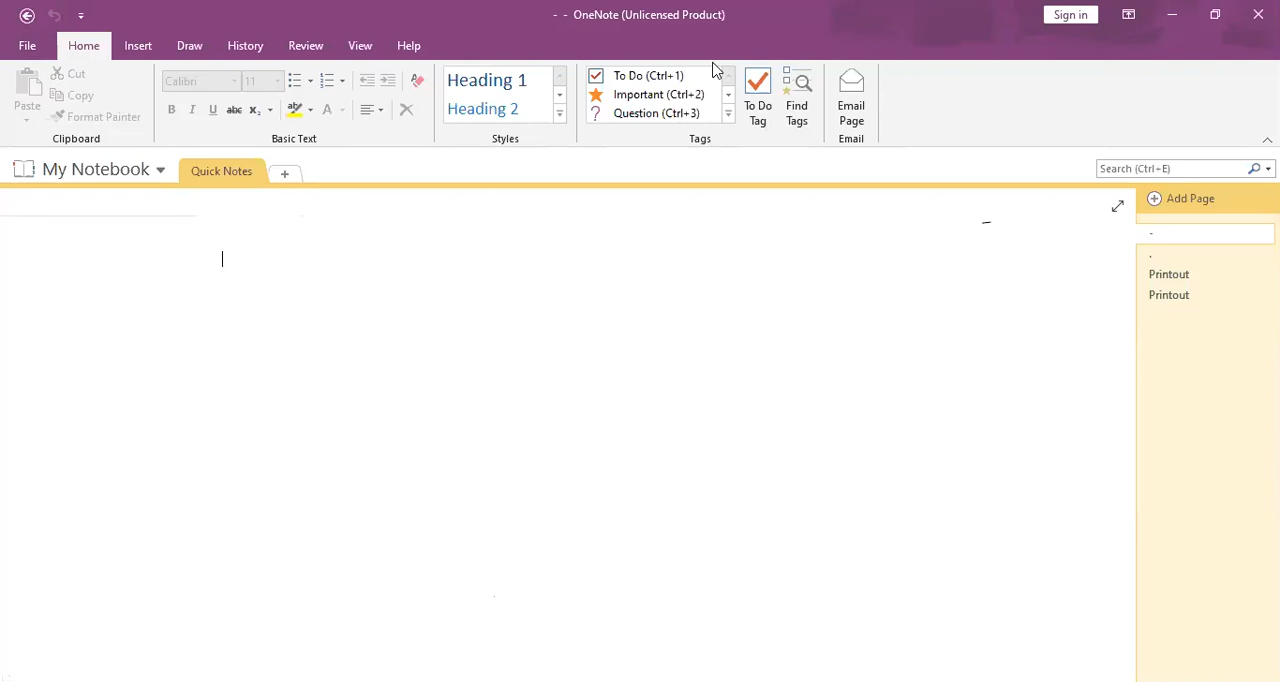 - - OneNote (Unlicensed Product) Sign in
File Home Insert Draw History Review View Help
Paste Cut Copy Format Painter
Calibri 11
B I U abc x₂ A
Heading 1
Heading 2
To Do (Ctrl+1)
Important (Ctrl+2)
? Question (Ctrl+3)
To Do Tag
Find Tags
Email Page
Clipboard Basic Text Styles Tags Email
My Notebook Quick Notes + Search (Ctrl+E)
Add Page
-
.
Printout
Printout